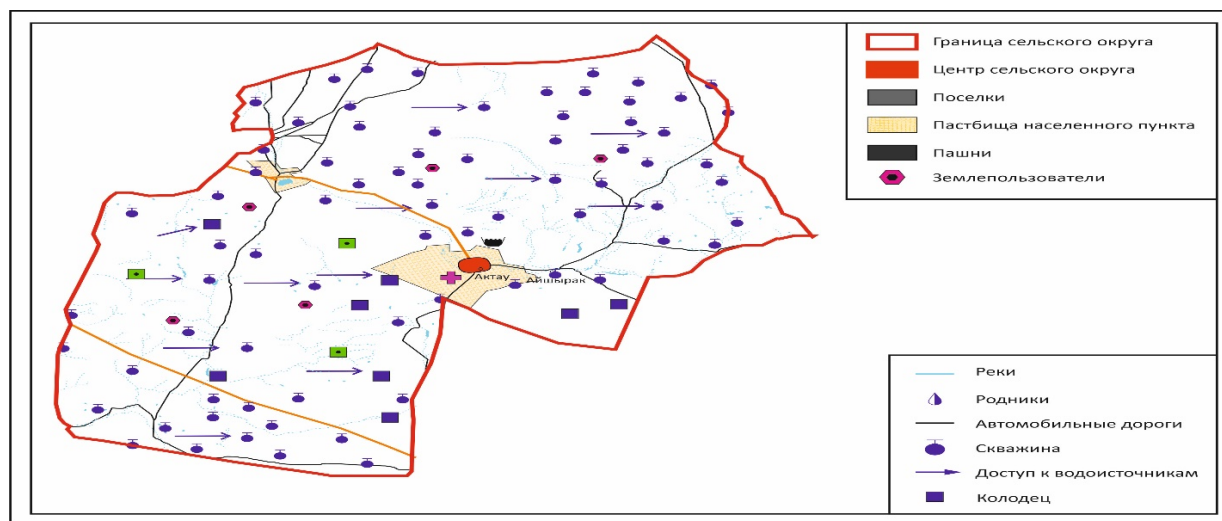 Граница сельского округа
Центр сельского округа
Поселки
Пастбища населенного пункта
Пашни
Землепользователи
Актау
Айшырак
Реки
Родники
Автомобильные дороги
Скважина
Доступ к водоисточникам
Колодец